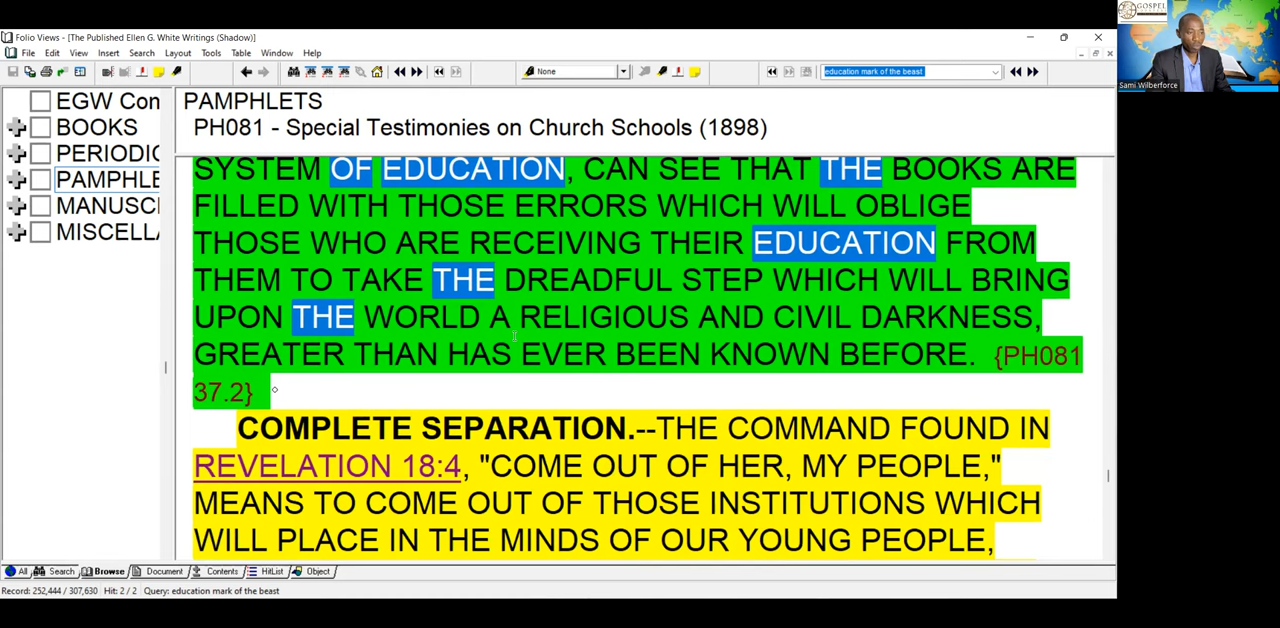 Folio Views - [The Published Ellen G. White Writings (Shadow)]
File Edit View Insert Search Layout Tools Table Window Help
None
education mark of the beast
EGW Com
BOOKS
PERIODIC
PAMPHLE
MANUSCI
MISCELLA
PAMPHLETS
PH081 - Special Testimonies on Church Schools (1898)
SYSTEM OF EDUCATION, CAN SEE THAT THE BOOKS ARE
FILLED WITH THOSE ERRORS WHICH WILL OBLIGE
THOSE WHO ARE RECEIVING THEIR EDUCATION FROM
THEM TO TAKE THE DREADFUL STEP WHICH WILL BRING
UPON THE WORLD A RELIGIOUS AND CIVIL DARKNESS,
GREATER THAN HAS EVER BEEN KNOWN BEFORE. {PH081
37.2}
COMPLETE SEPARATION.--THE COMMAND FOUND IN
REVELATION 18:4, "COME OUT OF HER, MY PEOPLE,"
MEANS TO COME OUT OF THOSE INSTITUTIONS WHICH
WILL PLACE IN THE MINDS OF OUR YOUNG PEOPLE,
All Search Browse Document Contents HitList Object
Record: 252,444 / 307,630 Hit: 2 / 2 Query: education mark of the beast
GOSPEL
Sami Wilberforce